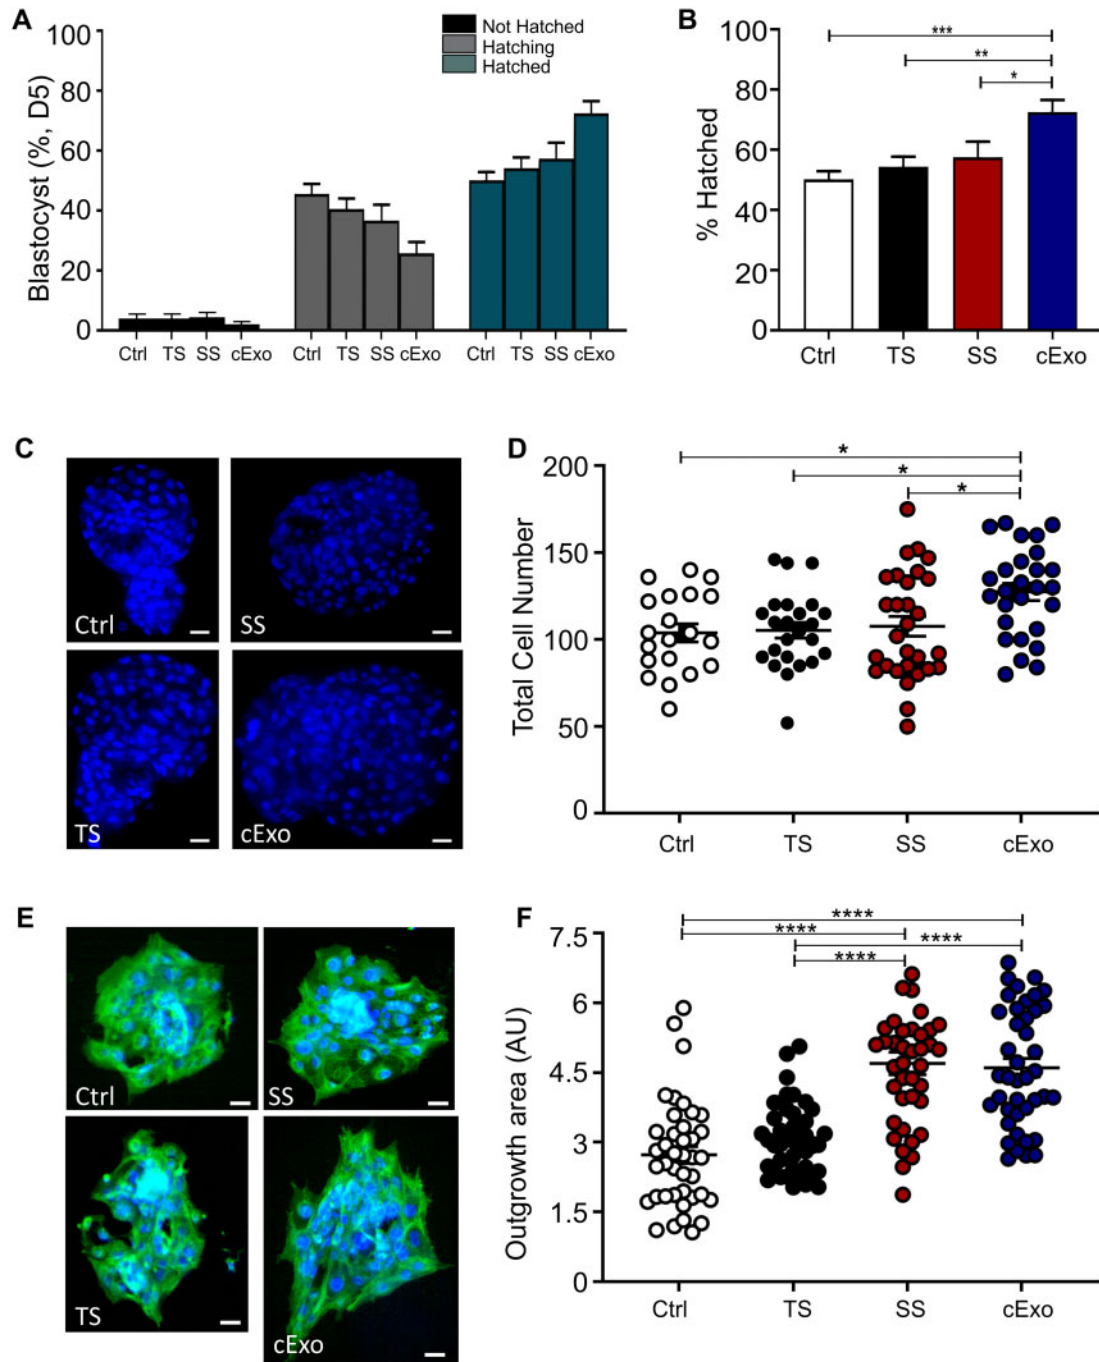 A
Blastocyst (%, D5)
100
80
60
40
20
0
Not Hatched
Hatching
Hatched
Ctrl TS SS cExo Ctrl TS SS cExo Ctrl TS SS cExo
B
% Hatched
100
80
60
40
20
0
***
**
*
Ctrl TS SS cExo
C
Ctrl
SS
TS
cExo
D
Total Cell Number
200
150
100
50
0
*
*
*
Ctrl TS SS cExo
E
Ctrl
SS
TS
cExo
F
Outgrowth area (AU)
7.5
6
4.5
3
1.5
0
****
****
****
****
Ctrl TS SS cExo